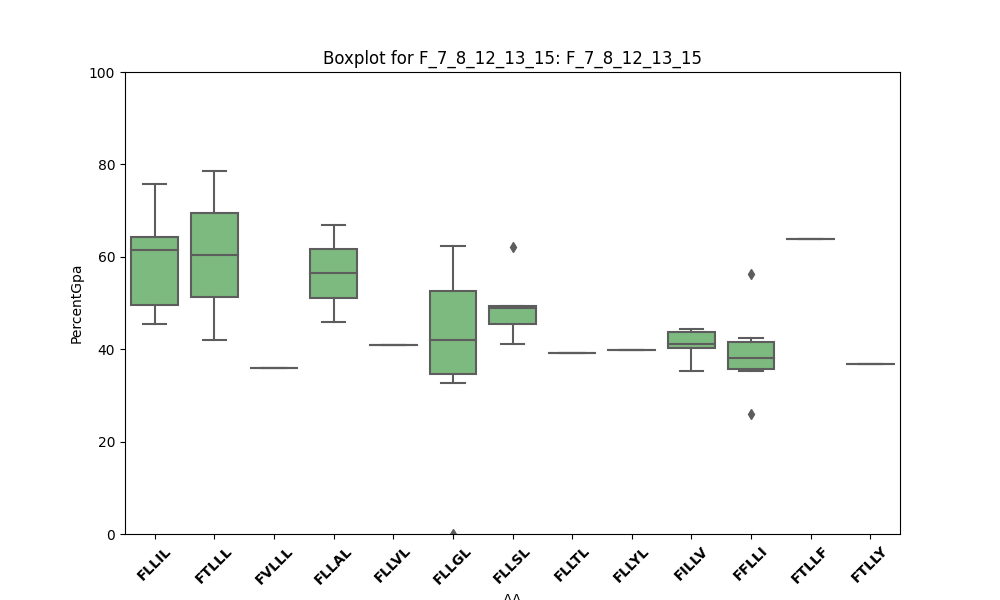 Boxplot for F_7_8_12_13_15: F_7_8_12_13_15
100
80
60
40
20
0
PercentGpa
FLLIL
FTLLL
FVLLL
FLLAL
FLLVL
FLLGL
FLLSL
FLLTL
FLLYL
FILLV
FFLLI
FTLLF
FTLLY
AA